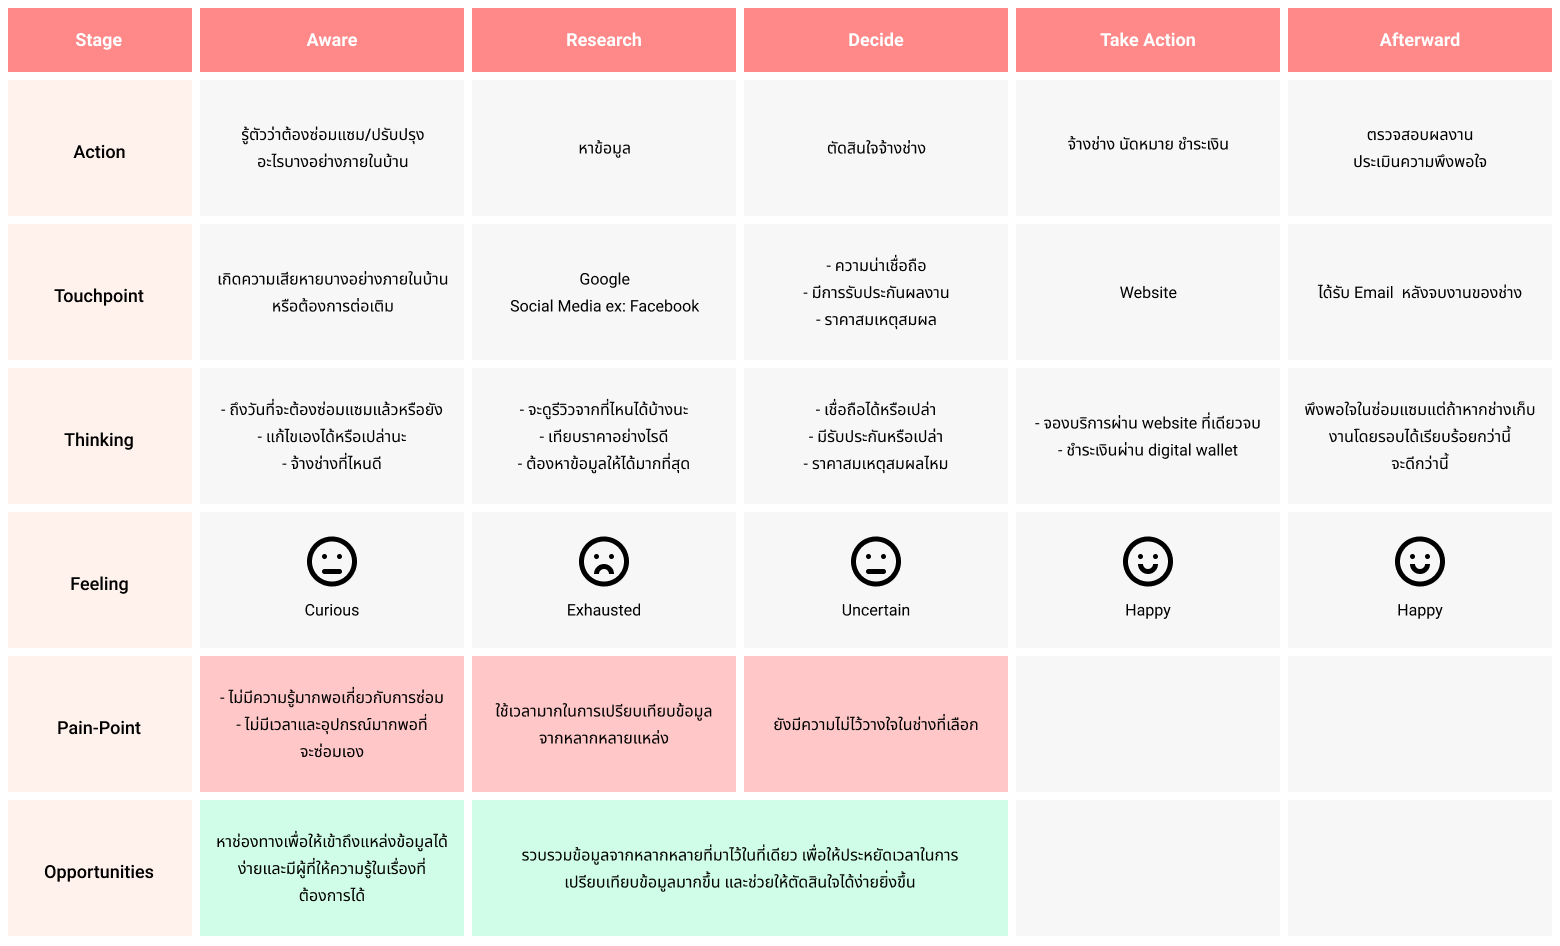 Stage
Aware
Research
Decide
Take Action
Afterward
Action
รู้ตัวว่าต้องซ่อมแซม/ปรับปรุง
อะไรบางอย่างภายในบ้าน
หาข้อมูล
ตัดสินใจจ้างช่าง
จ้างช่าง นัดหมาย ชำระเงิน
ตรวจสอบผลงาน
ประเมินความพึงพอใจ
Touchpoint
เกิดความเสียหายบางอย่างภายในบ้าน
หรือต้องการต่อเติม
Google
Social Media ex: Facebook
- ความน่าเชื่อถือ
- มีการรับประกันผลงาน
- ราคาสมเหตุสมผล
Website
ได้รับ Email หลังจบงานของช่าง
Thinking
- ถึงวันที่จะต้องซ่อมแซมแล้วหรือยัง
- แก้ไขเองได้หรือเปล่านะ
- จ้างช่างที่ไหนดี
- จะดูรีวิวจากที่ไหนได้บ้างนะ
- เทียบราคาอย่างไรดี
- ต้องหาข้อมูลให้ได้มากที่สุด
- เชื่อถือได้หรือเปล่า
- มีรับประกันหรือเปล่า
- ราคาสมเหตุสมผลไหม
- จองบริการผ่าน website ที่เดียวจบ
- ชำระเงินผ่าน digital wallet
พึงพอใจในซ่อมแซมแต่ถ้าหากช่างเก็บ
งานโดยรอบได้เรียบร้อยกว่านี้
จะดีกว่านี้
Feeling
Curious
Exhausted
Uncertain
Happy
Happy
Pain-Point
- ไม่มีความรู้มากพอเกี่ยวกับการซ่อม
- ไม่มีเวลาและอุปกรณ์มากพอที่
จะซ่อมเอง
ใช้เวลามากในการเปรียบเทียบข้อมูล
จากหลากหลายแหล่ง
ยังมีความไม่ไว้วางใจในช่างที่เลือก
Opportunities
หาช่องทางเพื่อให้เข้าถึงแหล่งข้อมูลได้
ง่ายและมีผู้ที่ให้ความรู้ในเรื่องที่
ต้องการได้
รวบรวมข้อมูลจากหลากหลายที่มาไว้ในที่เดียว เพื่อให้ประหยัดเวลาในการ
เปรียบเทียบข้อมูลมากขึ้น และช่วยให้ตัดสินใจได้ง่ายยิ่งขึ้น